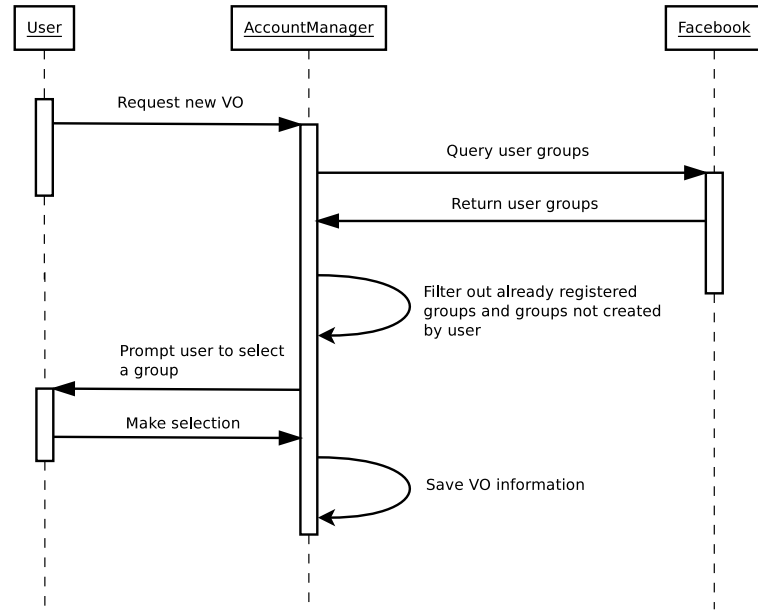 User
AccountManager
Facebook
Request new VO
Query user groups
Return user groups
Filter out already registered
groups and groups not created
by user
Prompt user to select
a group
Make selection
Save VO information